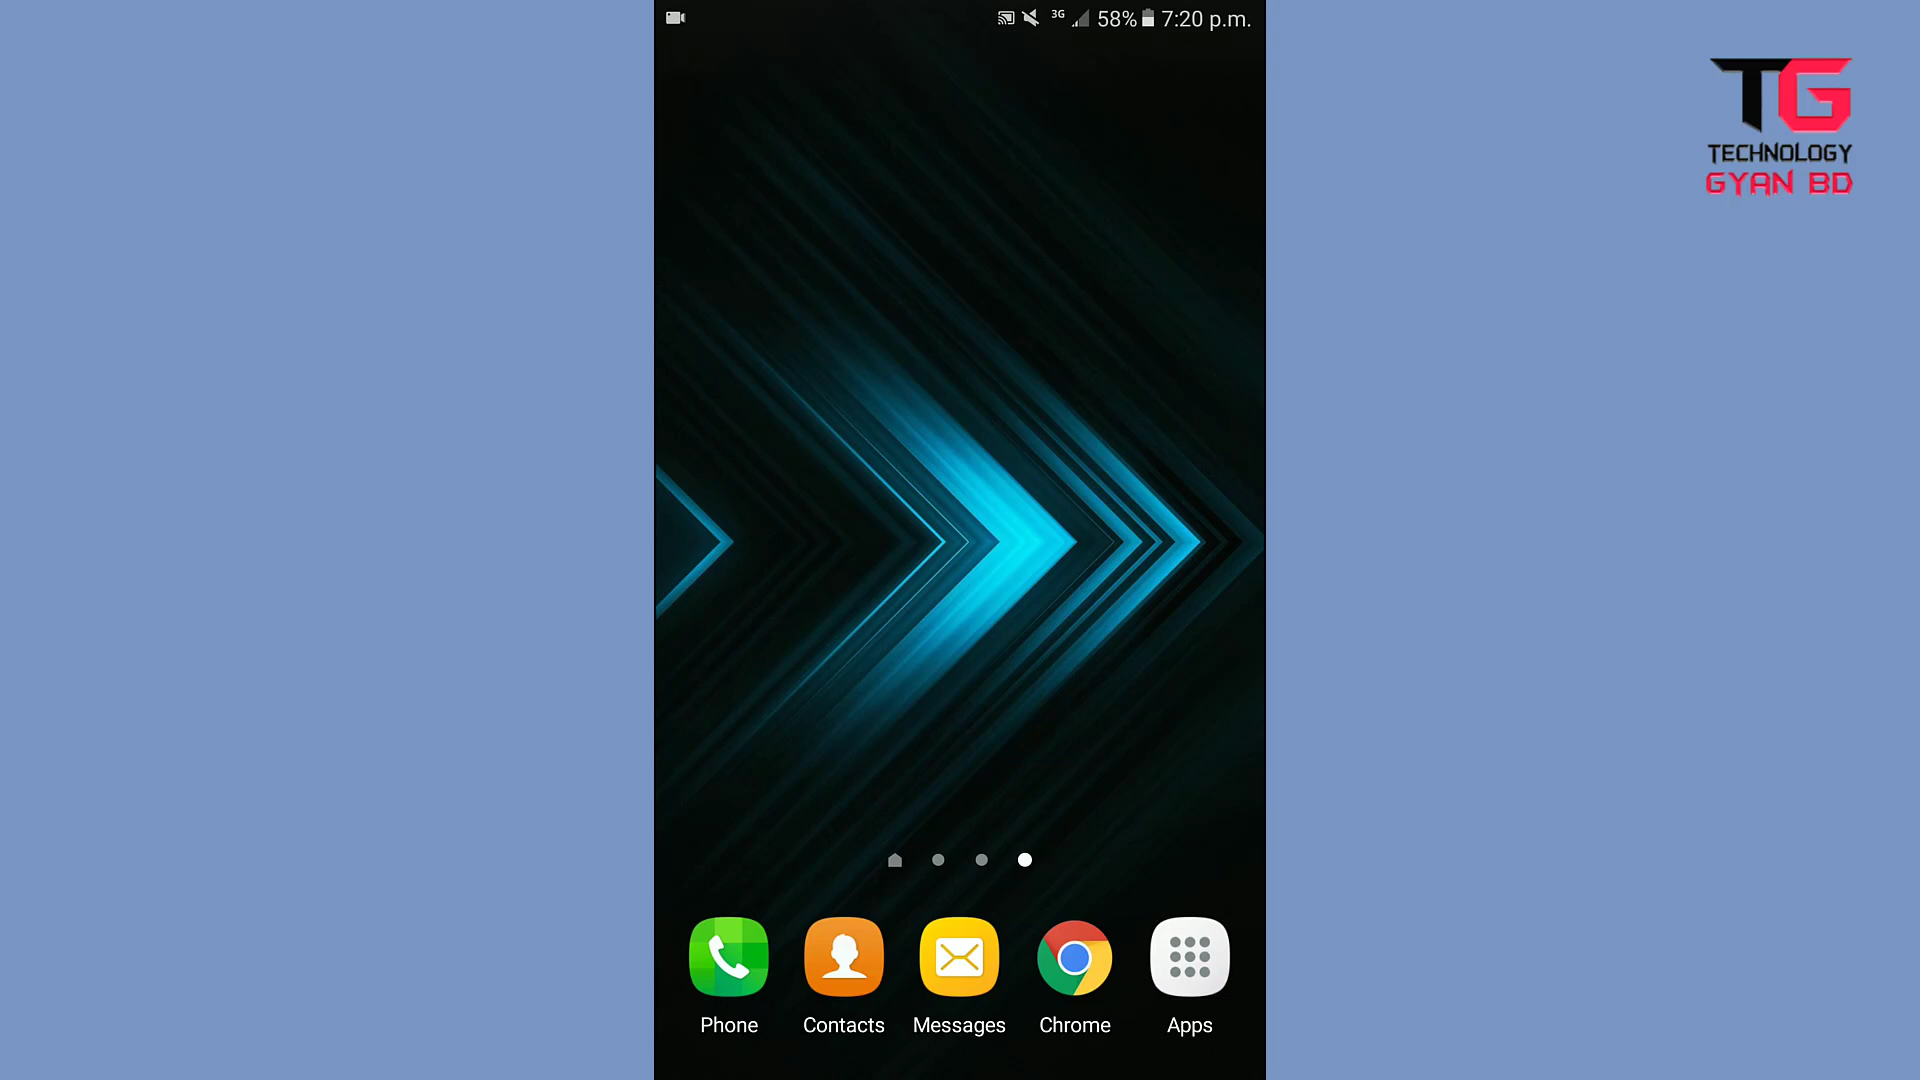 3G 58% 7:20 p.m.
TG
TECHNOLOGY
GYAN BD
Phone Contacts Messages Chrome Apps